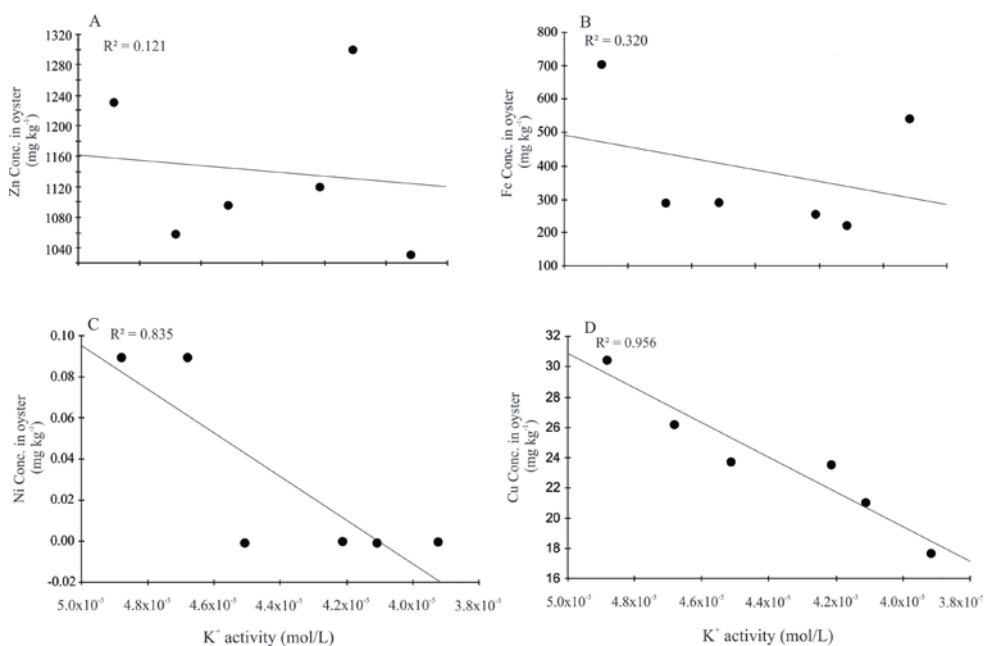 A
R² = 0.121
1320
1280
1240
1200
1160
1120
1080
1040
Zn Conc. in oyster
(mg kg⁻¹)
B
R² = 0.320
800
700
600
500
400
300
200
100
Fe Conc. in oyster
(mg kg⁻¹)
C
R² = 0.835
0.10
0.08
0.06
0.04
0.02
0.00
-0.02
Ni Conc. in oyster
(mg kg⁻¹)
5.0x10⁻⁵ 4.8x10⁻⁵ 4.6x10⁻⁵ 4.4x10⁻⁵ 4.2x10⁻⁵ 4.0x10⁻⁵ 3.8x10⁻⁵
K⁺ activity (mol/L)
D
R² = 0.956
32
30
28
26
24
22
20
18
16
Cu Conc. in oyster
(mg kg⁻¹)
5.0x10⁻⁵ 4.8x10⁻⁵ 4.6x10⁻⁵ 4.4x10⁻⁵ 4.2x10⁻⁵ 4.0x10⁻⁵ 3.8x10⁻⁵
K⁺ activity (mol/L)